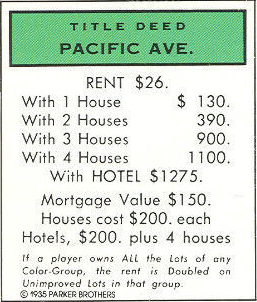 TITLE DEED
PACIFIC AVE.
RENT $26.
With 1 House $ 130.
With 2 Houses 390.
With 3 Houses 900.
With 4 Houses 1100.
With HOTEL $1275.
Mortgage Value $150.
Houses cost $200. each
Hotels, $200. plus 4 houses
If a player owns ALL the Lots of any
Color-Group, the rent is Doubled on
Unimproved Lots in that group.
© 1935 PARKER BROTHERS